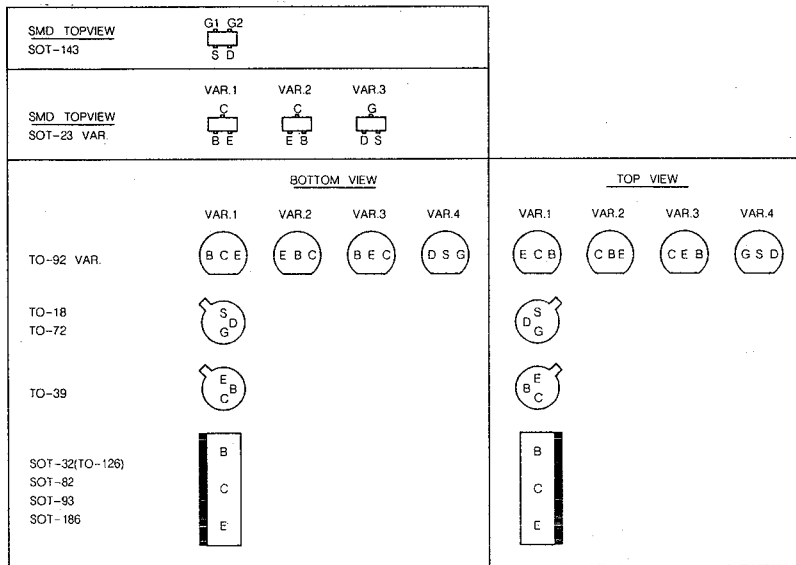 SMD TOPVIEW
SOT-143
G1 G2
S D
SMD TOPVIEW
SOT-23 VAR.
VAR.1 VAR.2 VAR.3
C C G
B E E B D S
BOTTOM VIEW
VAR.1 VAR.2 VAR.3 VAR.4
TOP VIEW
VAR.1 VAR.2 VAR.3 VAR.4
TO-92 VAR.
B C E E B C B E C D S G
E C B C B E C E B G S D
TO-18
TO-72
S
D
G
S
D
G
TO-39
E
B
C
E
B
C
SOT-32(TO-126)
SOT-82
SOT-93
SOT-186
B
C
E
B
C
E